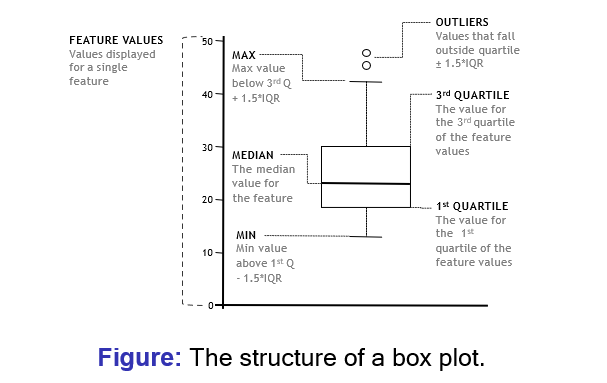 FEATURE VALUES
Values displayed
for a single
feature
50
40
30
20
10
0
MAX
Max value
below 3rd Q
+ 1.5*IQR
MEDIAN
The median
value for
the feature
MIN
Min value
above 1st Q
- 1.5*IQR
OUTLIERS
Values that fall
outside quartile
± 1.5*IQR
3rd QUARTILE
The value for
the 3rd quartile
of the feature
values
1st QUARTILE
The value for
the 1st
quartile of the
feature values
Figure: The structure of a box plot.